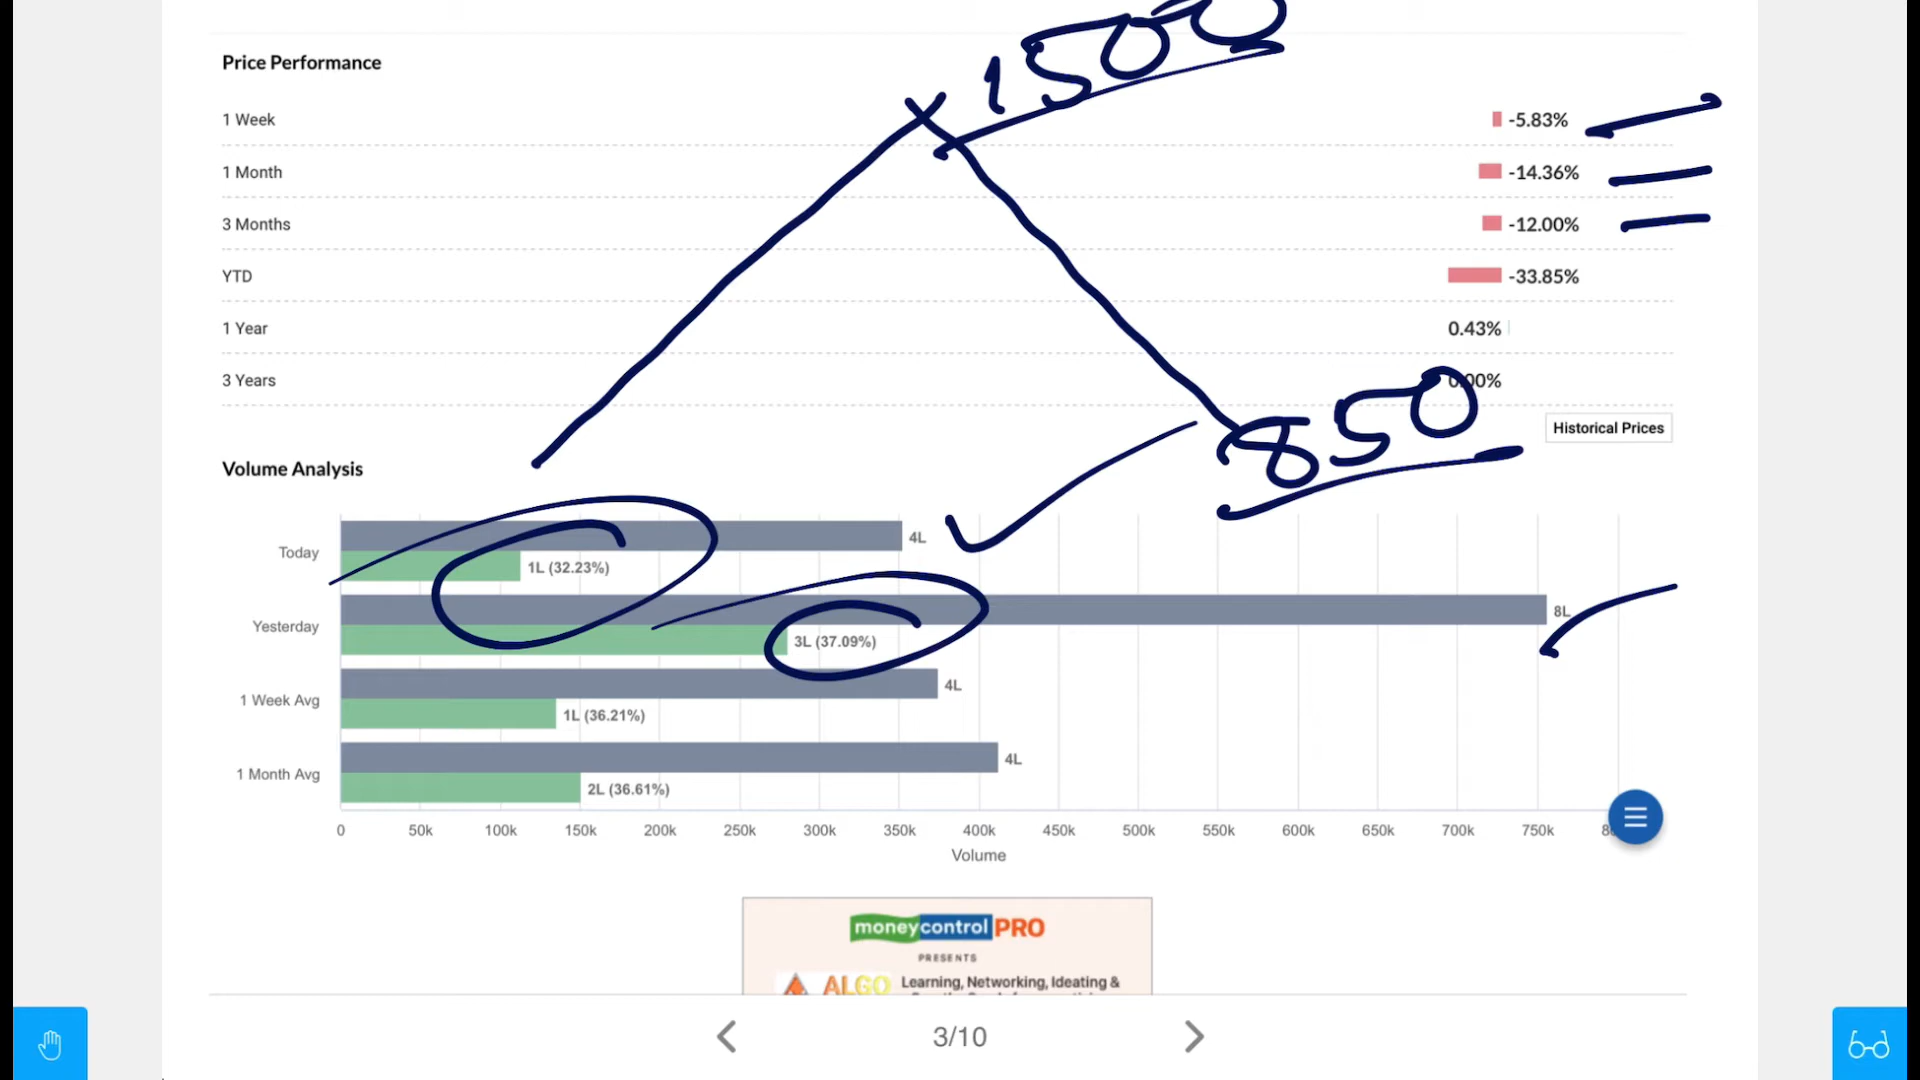 1500
Price Performance
1 Week -5.83%
1 Month -14.36%
3 Months -12.00%
YTD -33.85%
1 Year 0.43%
3 Years 0.00%
850
Historical Prices
Volume Analysis
Today 4L
1L (32.23%)
Yesterday 8L
3L (37.09%)
1 Week Avg 4L
1L (36.21%)
1 Month Avg 4L
2L (36.61%)
0 50k 100k 150k 200k 250k 300k 350k 400k 450k 500k 550k 600k 650k 700k 750k
Volume
moneycontrol PRO
PRESENTS
ALGO Learning, Networking, Ideating &
3/10